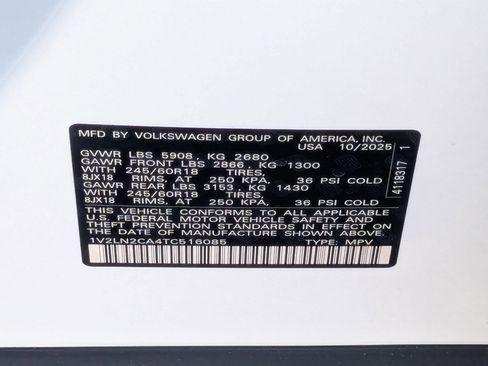 MFD BY VOLKSWAGEN GROUP OF AMERICA, INC.
USA 10/2025
GVWR LBS 5908, KG 2680
GAWR FRONT LBS 2866, KG 1300
WITH 245/60R18 TIRES,
8JX18 RIMS, AT 250 KPA, 36 PSI COLD
GAWR REAR LBS 3153, KG 1430
WITH 245/60R18 TIRES,
8JX18 RIMS, AT 250 KPA, 36 PSI COLD
THIS VEHICLE CONFORMS TO ALL APPLICABLE
U.S. FEDERAL MOTOR VEHICLE SAFETY AND
THEFT PREVENTION STANDARDS IN EFFECT ON
THE DATE OF MANUFACTURE SHOWN ABOVE.
1V2LN2CA4TC516085 TYPE: MPV
4118317 1